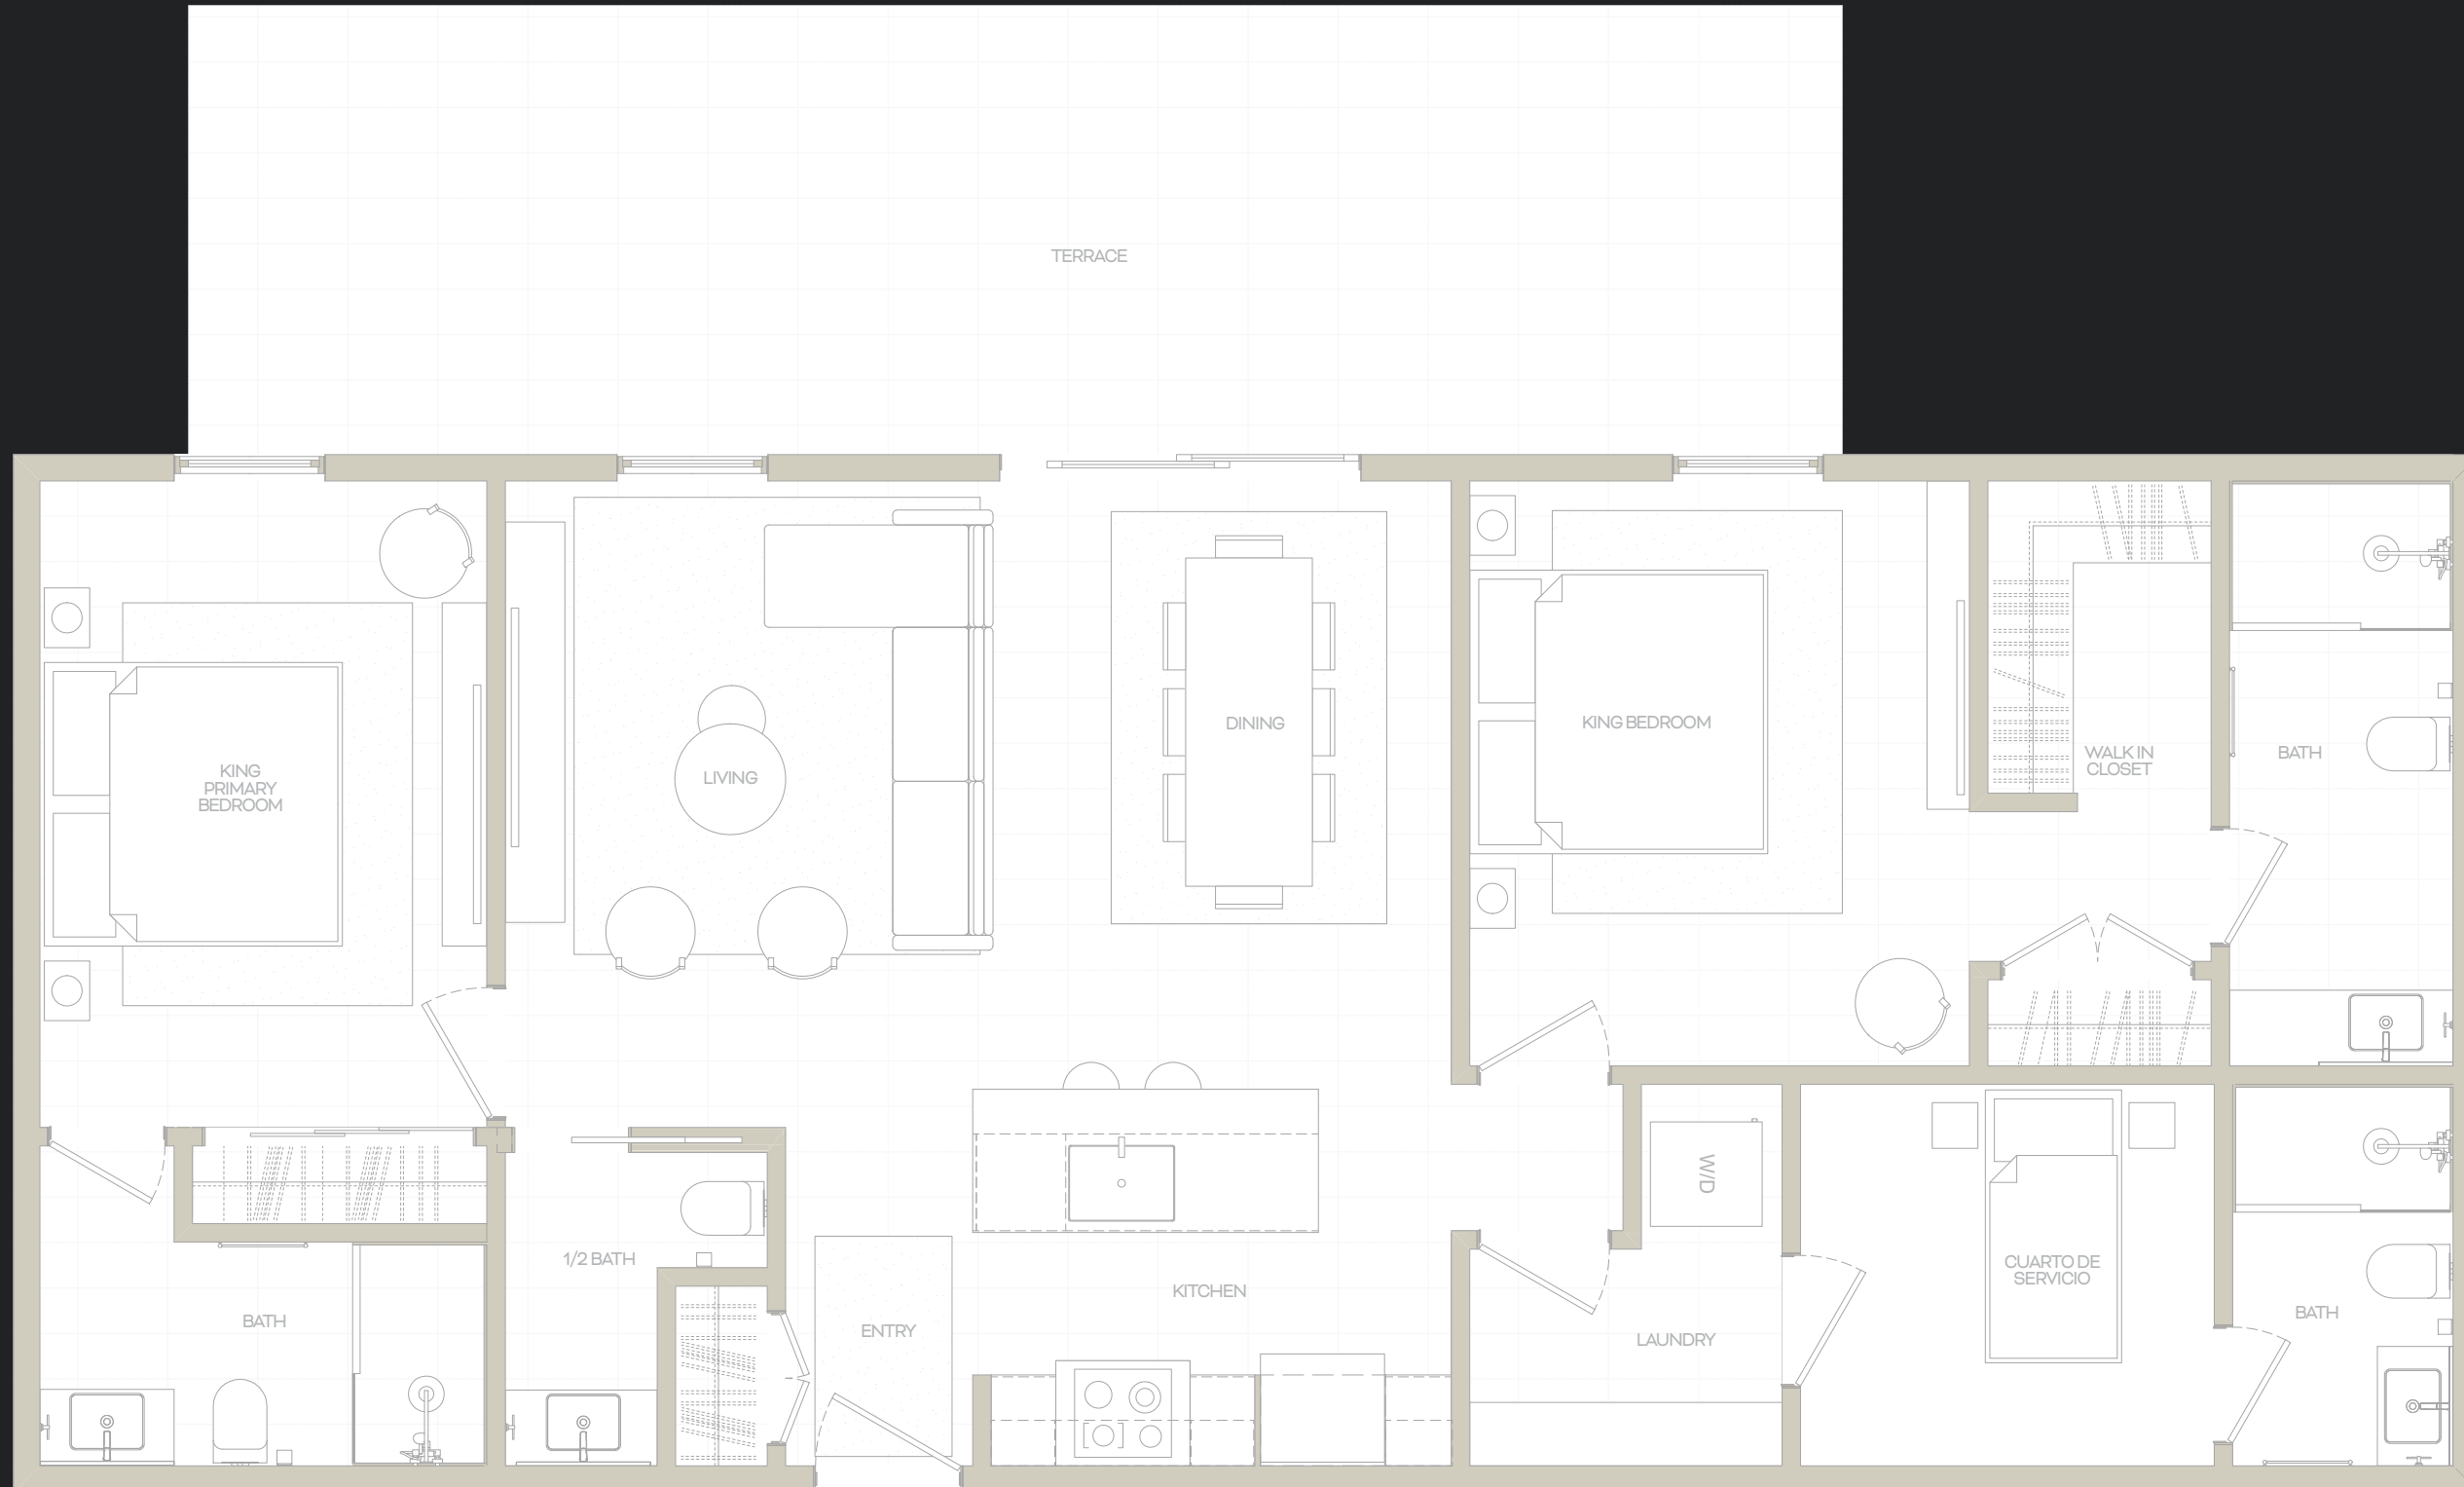 TERRACE
KING
PRIMARY
BEDROOM
LIVING
DINING
KING BEDROOM
WALK IN
CLOSET
BATH
1/2 BATH
BATH
ENTRY
KITCHEN
W/D
LAUNDRY
CUARTO DE
SERVICIO
BATH